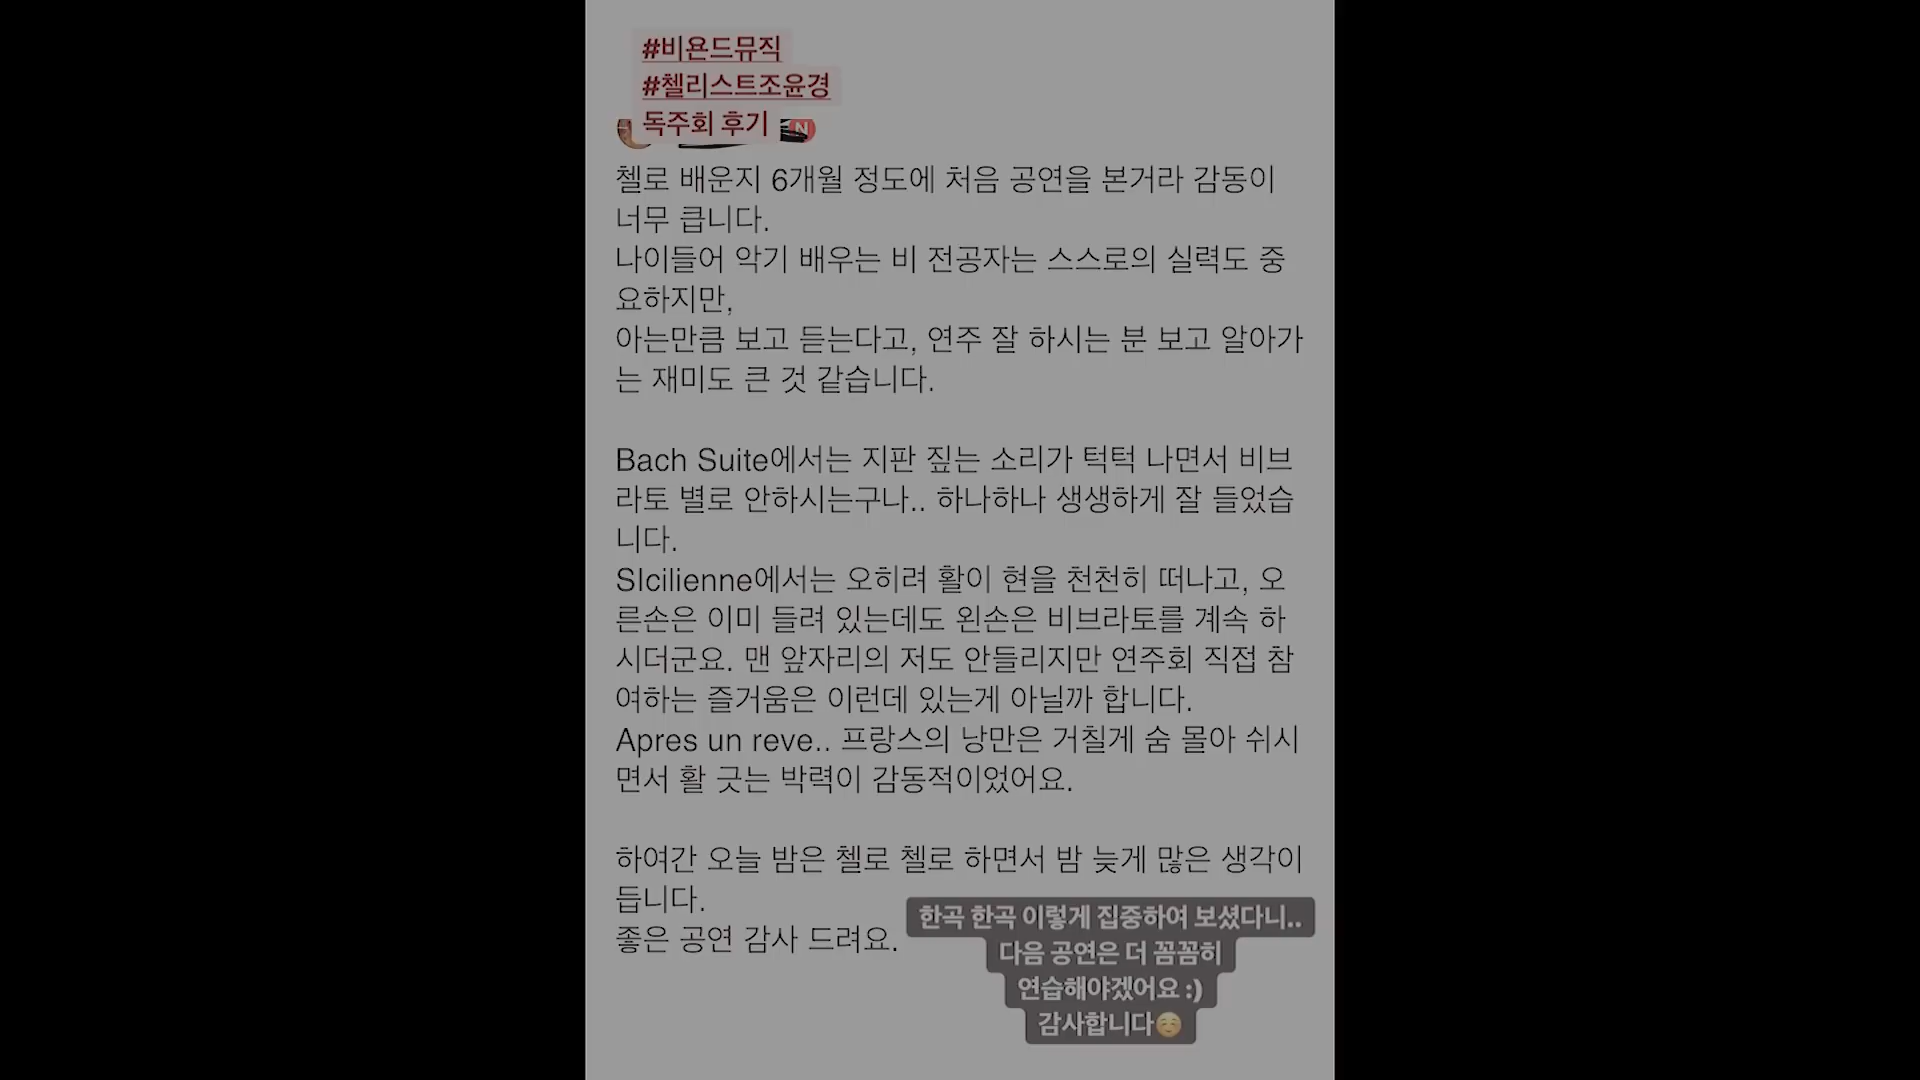 #비욘드뮤직
#첼리스트조윤경
독주회 후기
N
첼로 배운지 6개월 정도에 처음 공연을 본거라 감동이
너무 큽니다.
나이들어 악기 배우는 비 전공자는 스스로의 실력도 중
요하지만,
아는만큼 보고 듣는다고, 연주 잘 하시는 분 보고 알아가
는 재미도 큰 것 같습니다.
Bach Suite에서는 지판 짚는 소리가 턱턱 나면서 비브
라토 별로 안하시는구나.. 하나하나 생생하게 잘 들었습
니다.
SIcilienne에서는 오히려 활이 현을 천천히 떠나고, 오
른손은 이미 들려 있는데도 왼손은 비브라토를 계속 하
시더군요. 맨 앞자리의 저도 안들리지만 연주회 직접 참
여하는 즐거움은 이런데 있는게 아닐까 합니다.
Apres un reve.. 프랑스의 낭만은 거칠게 숨 몰아 쉬시
면서 활 긋는 박력이 감동적이었어요.
하여간 오늘 밤은 첼로 첼로 하면서 밤 늦게 많은 생각이
듭니다.
좋은 공연 감사 드려요.
한곡 한곡 이렇게 집중하여 보셨다니..
다음 공연은 더 꼼꼼히
연습해야겠어요 :)
감사합니다☺️